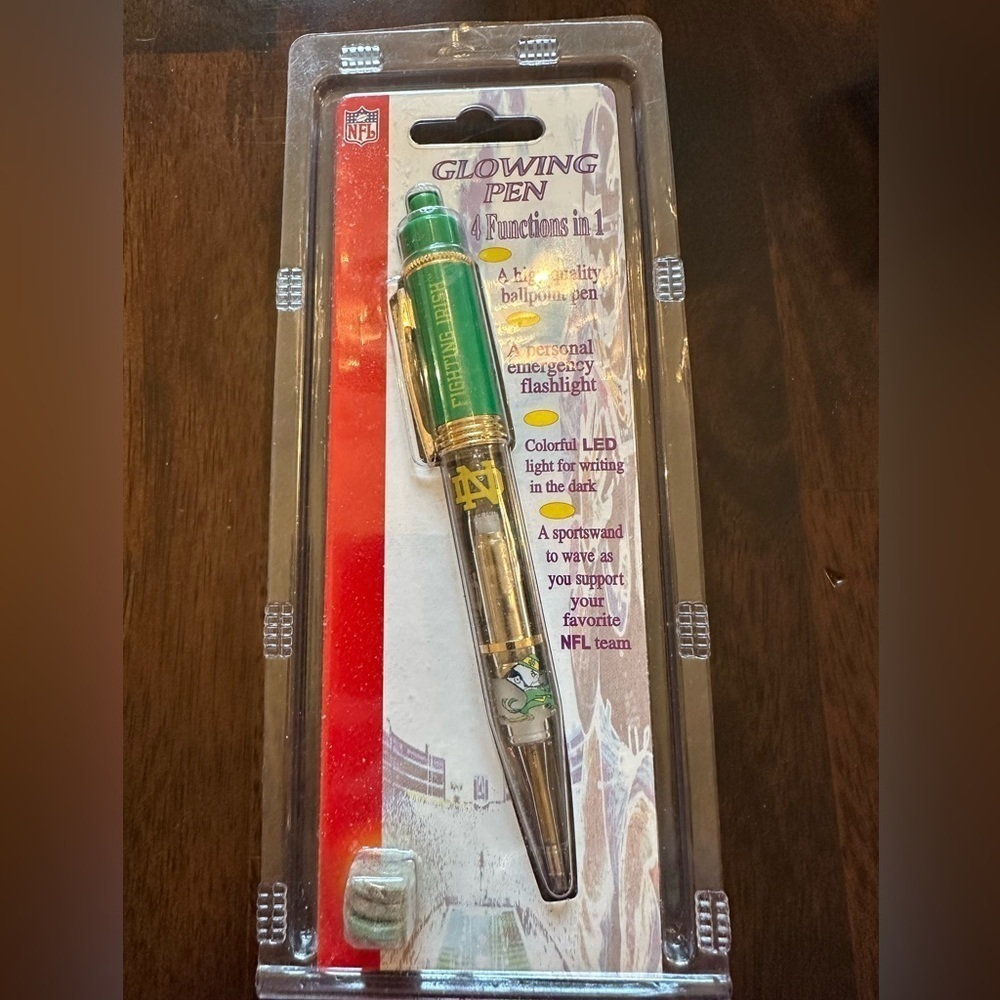 NFL
GLOWING
PEN
4 Functions in 1
A high quality
ballpoint pen
A personal
emergency
flashlight
Colorful LED
light for writing
in the dark
A sportswand
to wave as
you support
your
favorite
NFL team
FIGHTING IRISH
ND